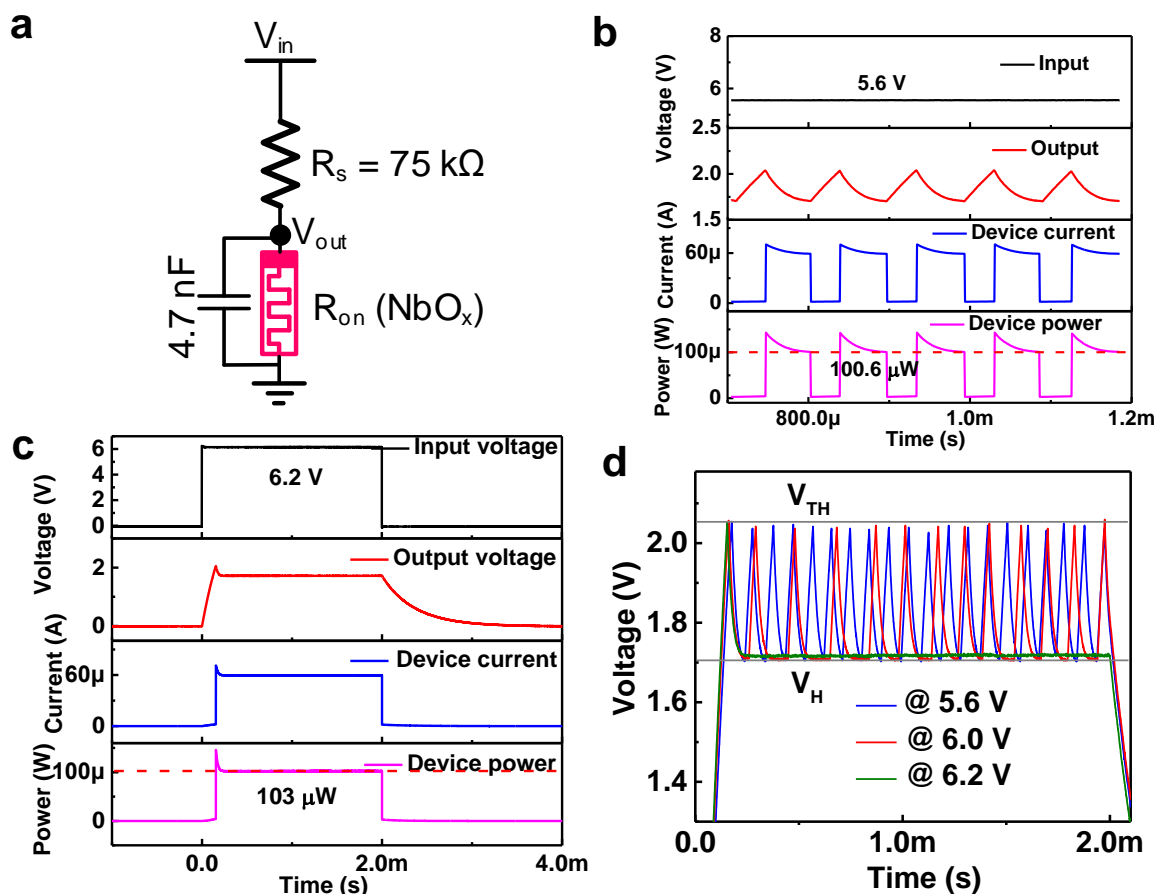 a
V_in
R_s = 75 kΩ
V_out
4.7 nF
R_on (NbO_x)
b
8
6
Input
5.6 V
Voltage (V)
2.5
2.0
1.5
Output
Current (A)
60μ
0
Device current
Power (W)
100μ
0
Device power
100.6 μW
800.0μ 1.0m 1.2m
Time (s)
c
6
4
2
0
Input voltage
6.2 V
Voltage (V)
2
0
Output voltage
Current (A)
60μ
0
Device current
Power (W)
100μ
0
Device power
103 μW
0.0 2.0m 4.0m
Time (s)
d
V_TH
2.0
1.8
1.6
1.4
Voltage (V)
V_H
@ 5.6 V
@ 6.0 V
@ 6.2 V
0.0 1.0m 2.0m
Time (s)